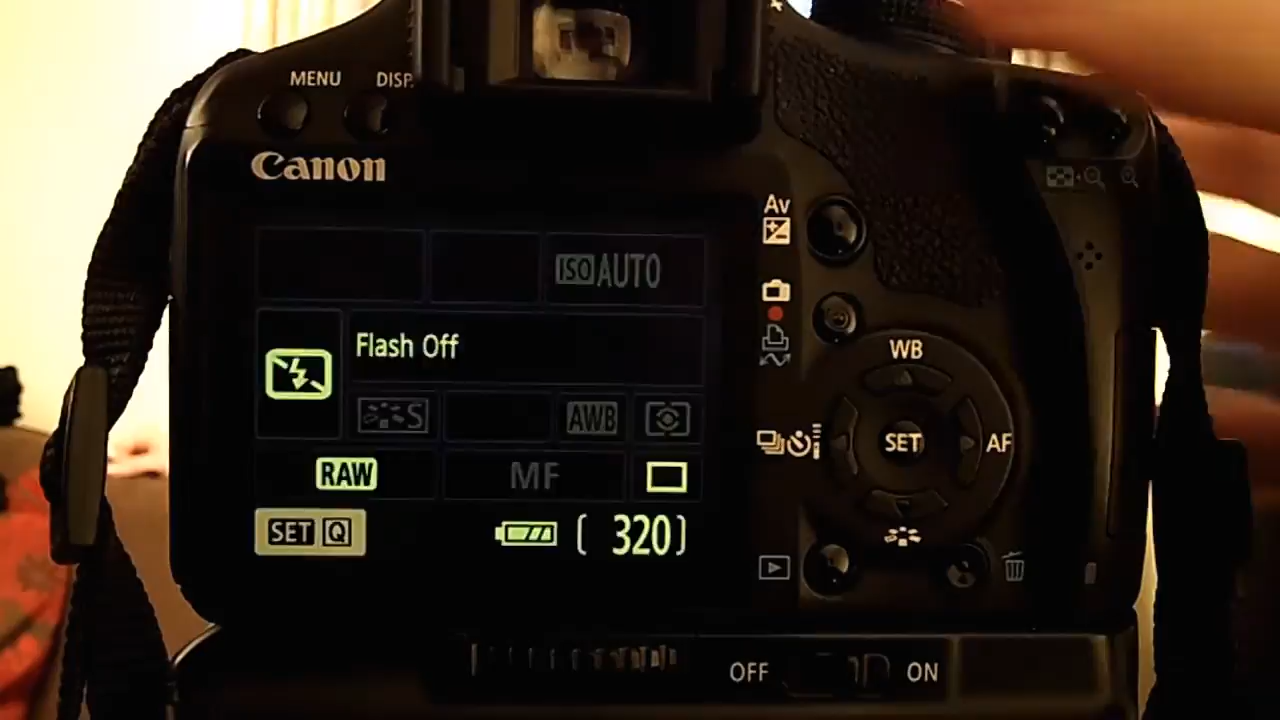 MENU DISP.
Canon
Av
ISO AUTO
Flash Off
WB
S AWB
SET AF
RAW MF
SET Q [ 320]
OFF ON